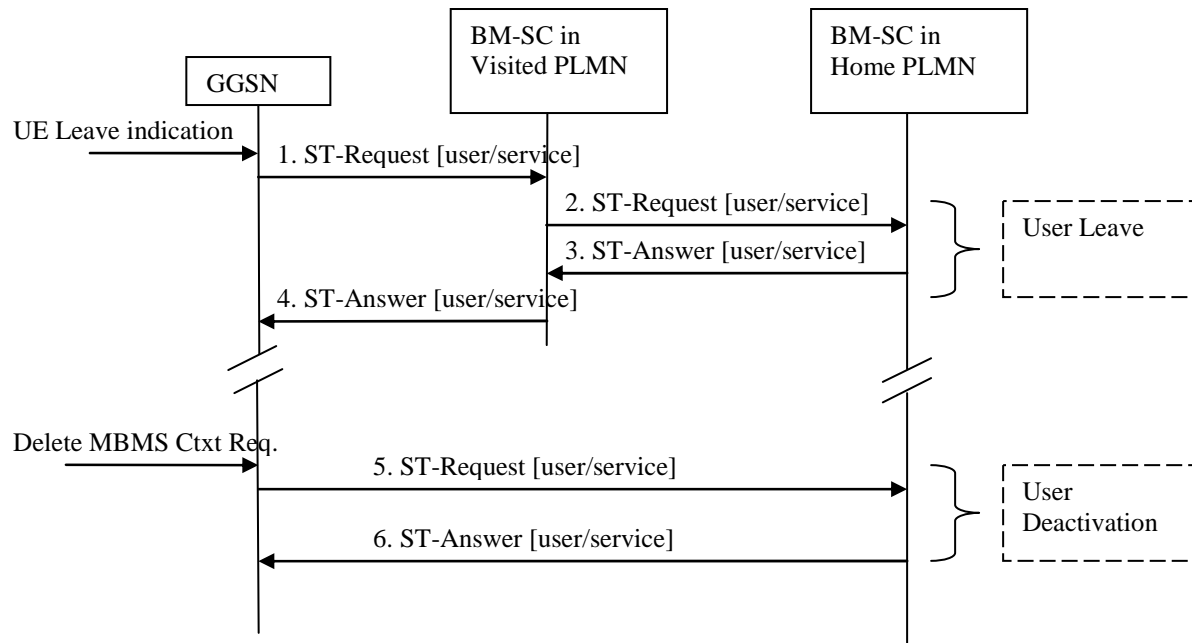 BM-SC in
Visited PLMN
BM-SC in
Home PLMN
GGSN
UE Leave indication
1. ST-Request [user/service]
2. ST-Request [user/service]
3. ST-Answer [user/service]
4. ST-Answer [user/service]
User Leave
Delete MBMS Ctxt Req.
5. ST-Request [user/service]
6. ST-Answer [user/service]
User
Deactivation